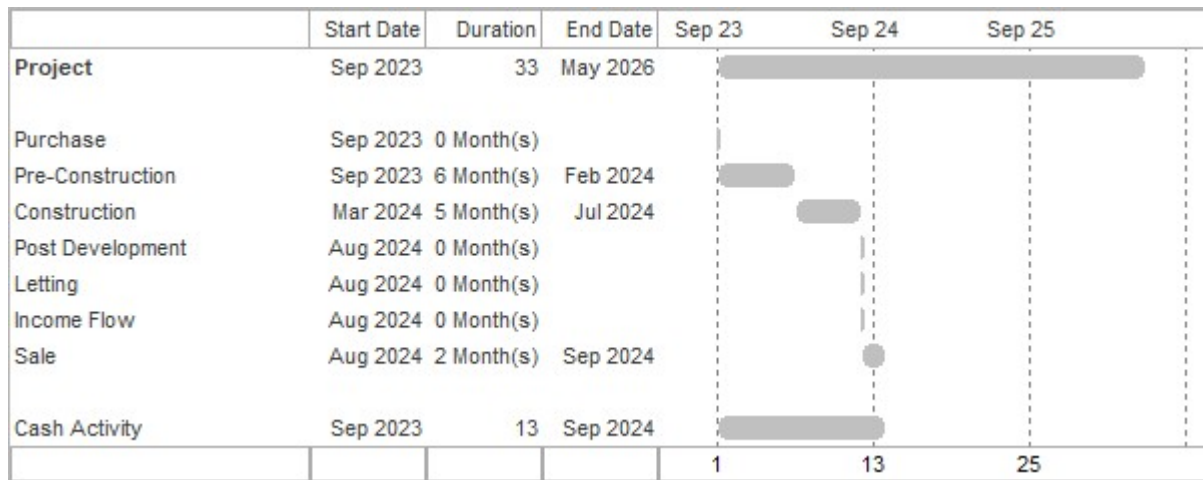 Start Date Duration End Date Sep 23 Sep 24 Sep 25
Project Sep 2023 33 May 2026
Purchase Sep 2023 0 Month(s)
Pre-Construction Sep 2023 6 Month(s) Feb 2024
Construction Mar 2024 5 Month(s) Jul 2024
Post Development Aug 2024 0 Month(s)
Letting Aug 2024 0 Month(s)
Income Flow Aug 2024 0 Month(s)
Sale Aug 2024 2 Month(s) Sep 2024
Cash Activity Sep 2023 13 Sep 2024
1 13 25